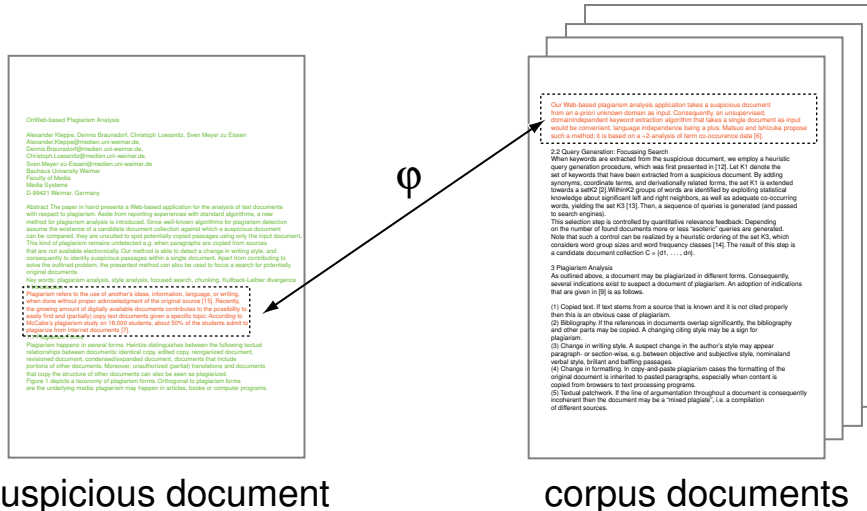 OnWeb-based Plagiarism Analysis
Alexander Kleppe, Dennis Braunsdorf, Christoph Loessnitz, Sven Meyer zu Eissen
Alexander.Kleppe@medien.uni-weimar.de,
Dennis.Braunsdorf@medien.uni-weimar.de,
Christoph.Loessnitz@medien.uni-weimar.de,
Sven.Meyer-zu-Eissen@medien.uni-weimar.de
Bauhaus University Weimar
Faculty of Media
Media Systems
D-99421 Weimar, Germany
Abstract The paper in hand presents a Web-based application for the analysis of text documents
with respect to plagiarism. Aside from reporting experiences with standard algorithms, a new
method for plagiarism analysis is introduced. Since well-known algorithms for plagiarism detection
assume the existence of a candidate document collection against which a suspicious document
can be compared, they are unsuited to spot potentially copied passages using only the input document.
This kind of plagiarism remains undetected e.g. when paragraphs are copied from sources
that are not available electronically. Our method is able to detect a change in writing style, and
consequently to identify suspicious passages within a single document. Apart from contributing to
solve the outlined problem, the presented method can also be used to focus a search for potentially
original documents.
Key words: plagiarism analysis, style analysis, focused search, chunking, Kullback-Leibler divergence
Plagiarism refers to the use of another's ideas, information, language, or writing,
when done without proper acknowledgment of the original source [15]. Recently,
the growing amount of digitally available documents contributes to the possibility to
easily find and (partially) copy text documents given a specific topic: According to
McCabe's plagiarism study on 18,000 students, about 50% of the students admit to
plagiarize from Internet documents [7].
Plagiarism happens in several forms. Heintze distinguishes between the following textual
relationships between documents: identical copy, edited copy, reorganized document,
revisioned document, condensed/expanded document, documents that include
portions of other documents. Moreover, unauthorized (partial) translations and documents
that copy the structure of other documents can also be seen as plagiarized.
Figure 1 depicts a taxonomy of plagiarism forms. Orthogonal to plagiarism forms
are the underlying media: plagiarism may happen in articles, books or computer programs.
uspicious document
φ
Our Web-based plagiarism analysis application takes a suspicious document
from an a-priori unknown domain as input. Consequently, an unsupervised,
domainindependent keyword extraction algorithm that takes a single document as input
would be convenient, language independence being a plus. Matsuo and Ishizuka propose
such a method; it is based on a ÷2-analysis of term co-occurance data [6].
2.2 Query Generation: Focussing Search
When keywords are extracted from the suspicious document, we employ a heuristic
query generation procedure, which was first presented in [12]. Let K1 denote the
set of keywords that have been extracted from a suspicious document. By adding
synonyms, coordinate terms, and derivationally related forms, the set K1 is extended
towards a setK2 [2].WithinK2 groups of words are identified by exploiting statistical
knowledge about significant left and right neighbors, as well as adequate co-occurring
words, yielding the set K3 [13]. Then, a sequence of queries is generated (and passed
to search engines).
This selection step is controlled by quantitative relevance feedback: Depending
on the number of found documents more or less "esoteric" queries are generated.
Note that such a control can be realized by a heuristic ordering of the set K3, which
considers word group sizes and word frequency classes [14]. The result of this step is
a candidate document collection C = {d1, . . . , dn}.
3 Plagiarism Analysis
As outlined above, a document may be plagiarized in different forms. Consequently,
several indications exist to suspect a document of plagiarism. An adoption of indications
that are given in [9] is as follows.
(1) Copied text. If text stems from a source that is known and it is not cited properly
then this is an obvious case of plagiarism.
(2) Bibliography. If the references in documents overlap significantly, the bibliography
and other parts may be copied. A changing citing style may be a sign for
plagiarism.
(3) Change in writing style. A suspect change in the author's style may appear
paragraph- or section-wise, e.g. between objective and subjective style, nominaland
verbal style, brilliant and baffling passages.
(4) Change in formatting. In copy-and-paste plagiarism cases the formatting of the
original document is inherited to pasted paragraphs, especially when content is
copied from browsers to text processing programs.
(5) Textual patchwork. If the line of argumentation throughout a document is consequently
incoherent then the document may be a "mixed plagiate", i.e. a compilation
of different sources.
corpus documents